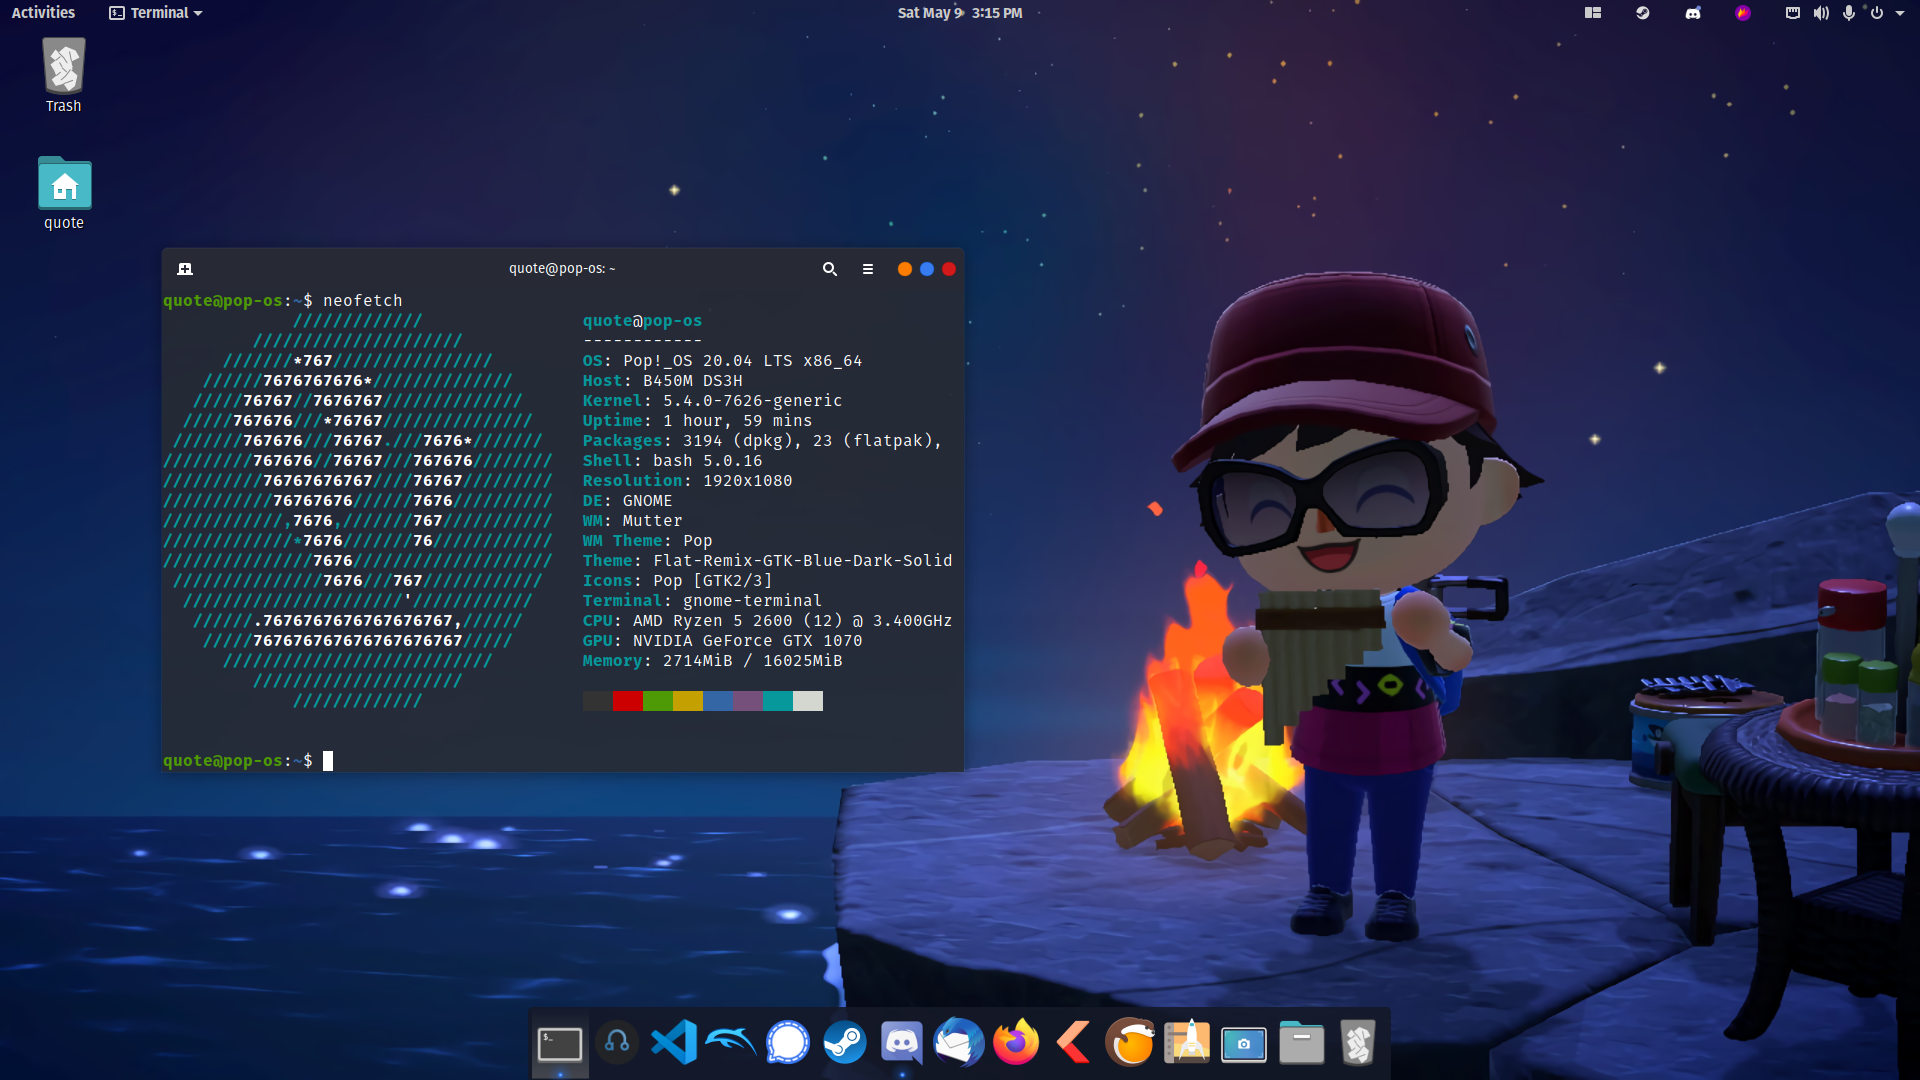 Activities
Terminal
Sat May 9 3:15 PM
Trash
quote
quote@pop-os: ~
quote@pop-os:~$ neofetch
/////////////
/////////////////////
///////*767////////////////
//////7676767676*//////////////
/////76767//7676767//////////////
/////767676///*76767///////////////
///////767676///76767.///7676*///////
/////////767676//76767///767676////////
//////////76767676767////76767/////////
///////////76767676//////7676//////////
////////////,7676,///////767///////////
/////////////*7676///////76////////////
///////////////7676////////////////////
///////////////7676///767////////////
//////////////////////'////////////
//////.7676767676767676767,//////
/////767676767676767676767/////
///////////////////////////
/////////////////////
/////////////
quote@pop-os
------------
OS: Pop!_OS 20.04 LTS x86_64
Host: B450M DS3H
Kernel: 5.4.0-7626-generic
Uptime: 1 hour, 59 mins
Packages: 3194 (dpkg), 23 (flatpak),
Shell: bash 5.0.16
Resolution: 1920x1080
DE: GNOME
WM: Mutter
WM Theme: Pop
Theme: Flat-Remix-GTK-Blue-Dark-Solid
Icons: Pop [GTK2/3]
Terminal: gnome-terminal
CPU: AMD Ryzen 5 2600 (12) @ 3.400GHz
GPU: NVIDIA GeForce GTX 1070
Memory: 2714MiB / 16025MiB
quote@pop-os:~$
$_